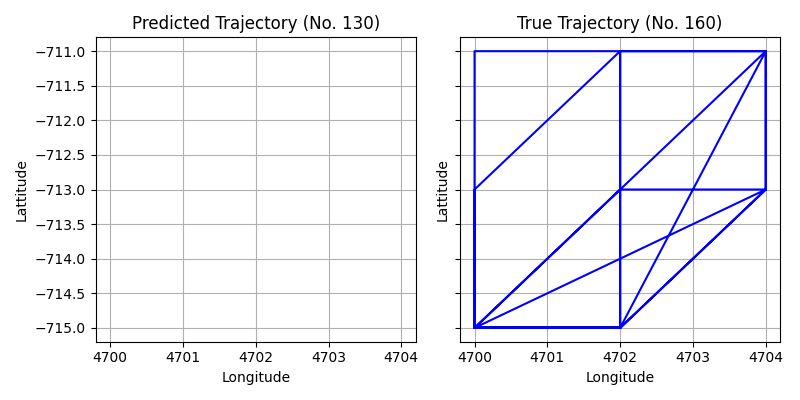 Predicted Trajectory (No. 130)
True Trajectory (No. 160)
Lattitude
−711.0
−711.5
−712.0
−712.5
−713.0
−713.5
−714.0
−714.5
−715.0
4700 4701 4702 4703 4704
Longitude
Lattitude
4700 4701 4702 4703 4704
Longitude